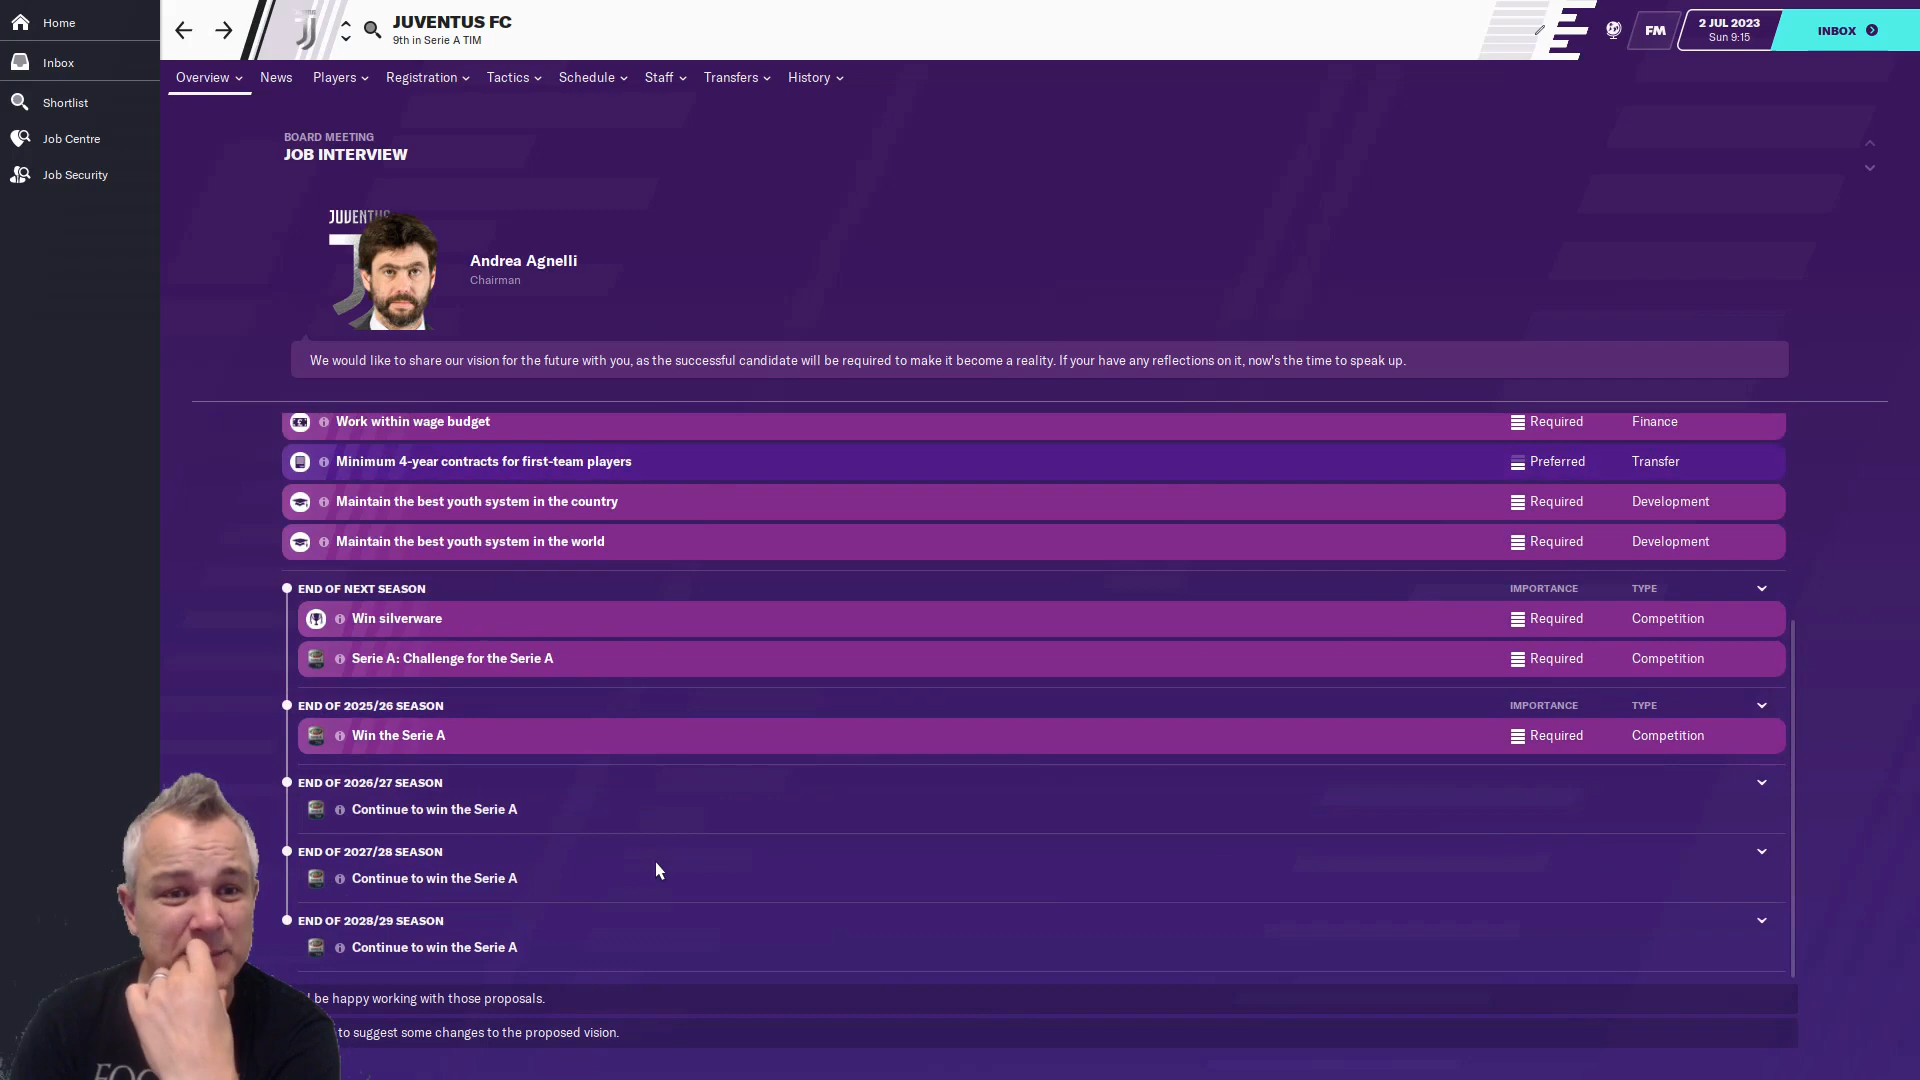 Home
Inbox
Shortlist
Job Centre
Job Security
JUVENTUS FC
9th in Serie A TIM
FM
2 JUL 2023
Sun 9:15
INBOX
Overview
News
Players
Registration
Tactics
Schedule
Staff
Transfers
History
BOARD MEETING
JOB INTERVIEW
JUVENTUS
Andrea Agnelli
Chairman
We would like to share our vision for the future with you, as the successful candidate will be required to make it become a reality. If your have any reflections on it, now's the time to speak up.
Work within wage budget Required Finance
Minimum 4-year contracts for first-team players Preferred Transfer
Maintain the best youth system in the country Required Development
Maintain the best youth system in the world Required Development
END OF NEXT SEASON IMPORTANCE TYPE
Win silverware Required Competition
Serie A: Challenge for the Serie A Required Competition
END OF 2025/26 SEASON IMPORTANCE TYPE
Win the Serie A Required Competition
END OF 2026/27 SEASON
Continue to win the Serie A
END OF 2027/28 SEASON
Continue to win the Serie A
END OF 2028/29 SEASON
Continue to win the Serie A
be happy working with those proposals.
to suggest some changes to the proposed vision.